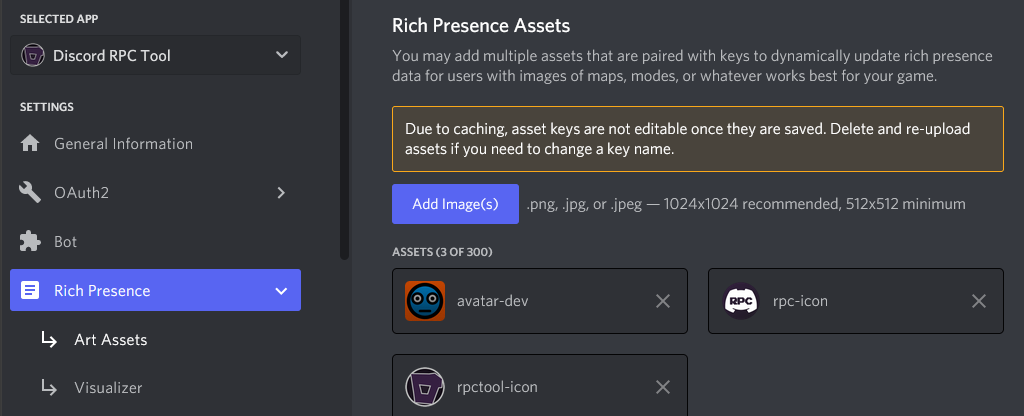 SELECTED APP
Discord RPC Tool
SETTINGS
General Information
OAuth2
Bot
Rich Presence
Art Assets
Visualizer
Rich Presence Assets
You may add multiple assets that are paired with keys to dynamically update rich presence
data for users with images of maps, modes, or whatever works best for your game.
Due to caching, asset keys are not editable once they are saved. Delete and re-upload
assets if you need to change a key name.
Add Image(s)
.png, .jpg, or .jpeg — 1024x1024 recommended, 512x512 minimum
ASSETS (3 OF 300)
avatar-dev
RPC
rpc-icon
rpctool-icon